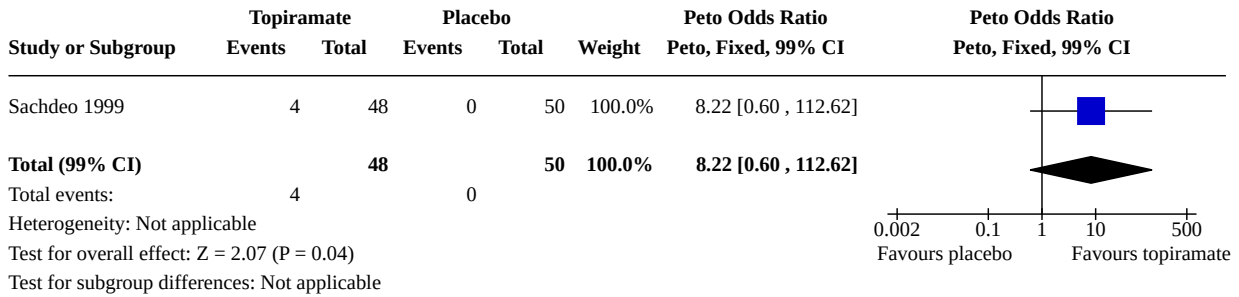 Topiramate Placebo Peto Odds Ratio Peto Odds Ratio
Study or Subgroup Events Total Events Total Weight Peto, Fixed, 99% CI Peto, Fixed, 99% CI
Sachdeo 1999 4 48 0 50 100.0% 8.22 [0.60 , 112.62]
Total (99% CI) 48 50 100.0% 8.22 [0.60 , 112.62]
Total events: 4 0
Heterogeneity: Not applicable
0.002 0.1 1 10 500
Test for overall effect: Z = 2.07 (P = 0.04)
Favours placebo Favours topiramate
Test for subgroup differences: Not applicable